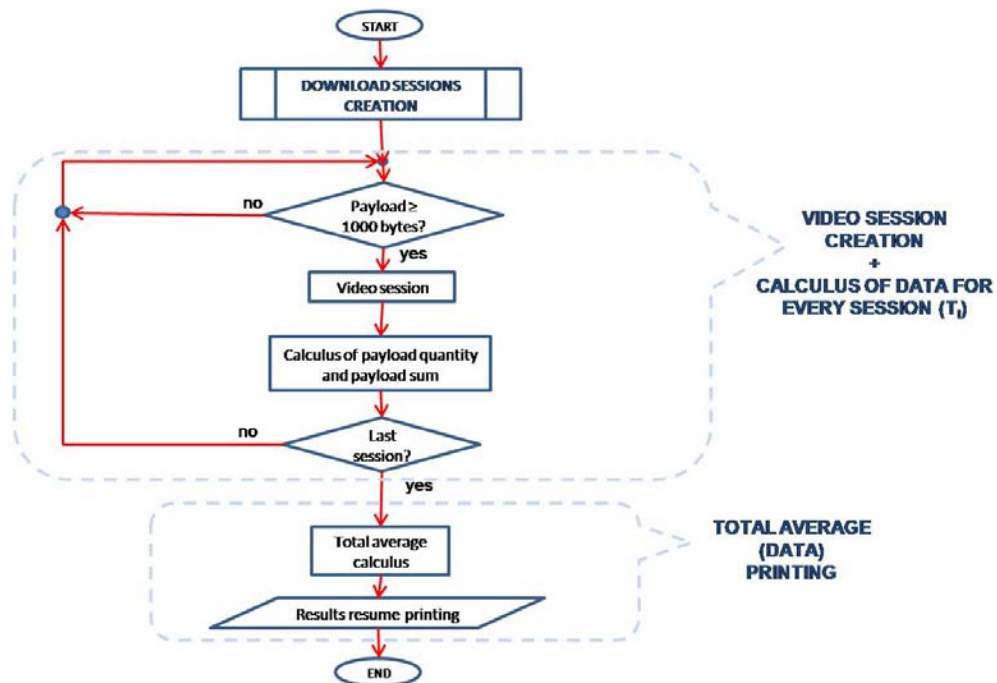 START
DOWNLOAD SESSIONS
CREATION
no
Payload ≥
1000 bytes?
yes
Video session
Calculus of payload quantity
and payload sum
no
Last
session?
yes
VIDEO SESSION
CREATION
+
CALCULUS OF DATA FOR
EVERY SESSION (Tᵢ)
Total average
calculus
Results resume printing
END
TOTAL AVERAGE
(DATA)
PRINTING